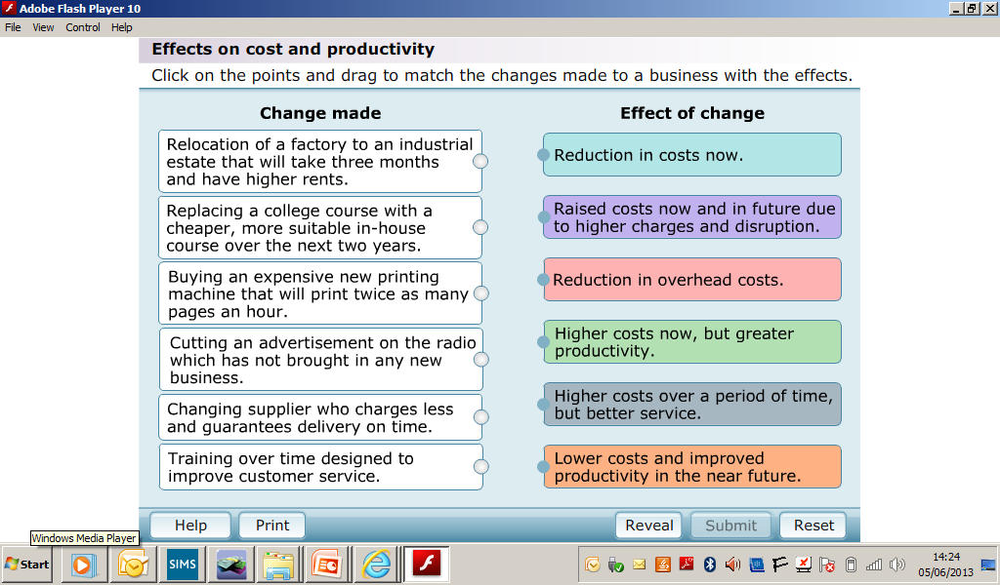 Adobe Flash Player 10
File View Control Help
Effects on cost and productivity
Click on the points and drag to match the changes made to a business with the effects.
Change made
Relocation of a factory to an industrial
estate that will take three months
and have higher rents.
Replacing a college course with a
cheaper, more suitable in-house
course over the next two years.
Buying an expensive new printing
machine that will print twice as many
pages an hour.
Cutting an advertisement on the radio
which has not brought in any new
business.
Changing supplier who charges less
and guarantees delivery on time.
Training over time designed to
improve customer service.
Effect of change
Reduction in costs now.
Raised costs now and in future due
to higher charges and disruption.
Reduction in overhead costs.
Higher costs now, but greater
productivity.
Higher costs over a period of time,
but better service.
Lower costs and improved
productivity in the near future.
Help Print Reveal Submit Reset
Windows Media Player
Start
SIMS
14:24
05/06/2013